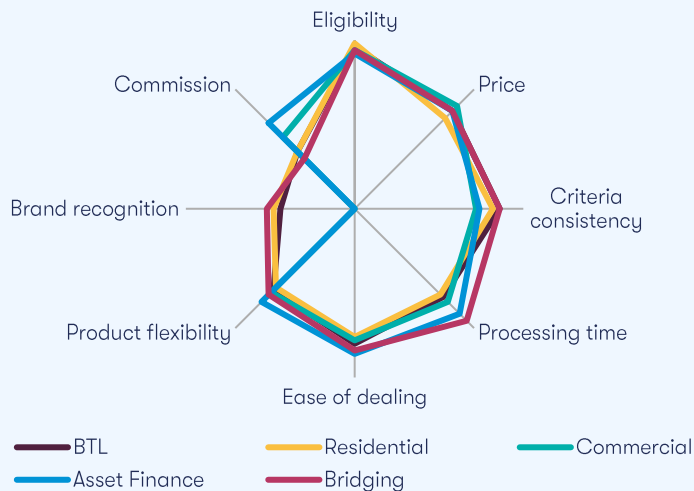 Eligibility
Commission
Price
Brand recognition
Criteria
consistency
Product flexibility
Processing time
Ease of dealing
BTL
Residential
Commercial
Asset Finance
Bridging